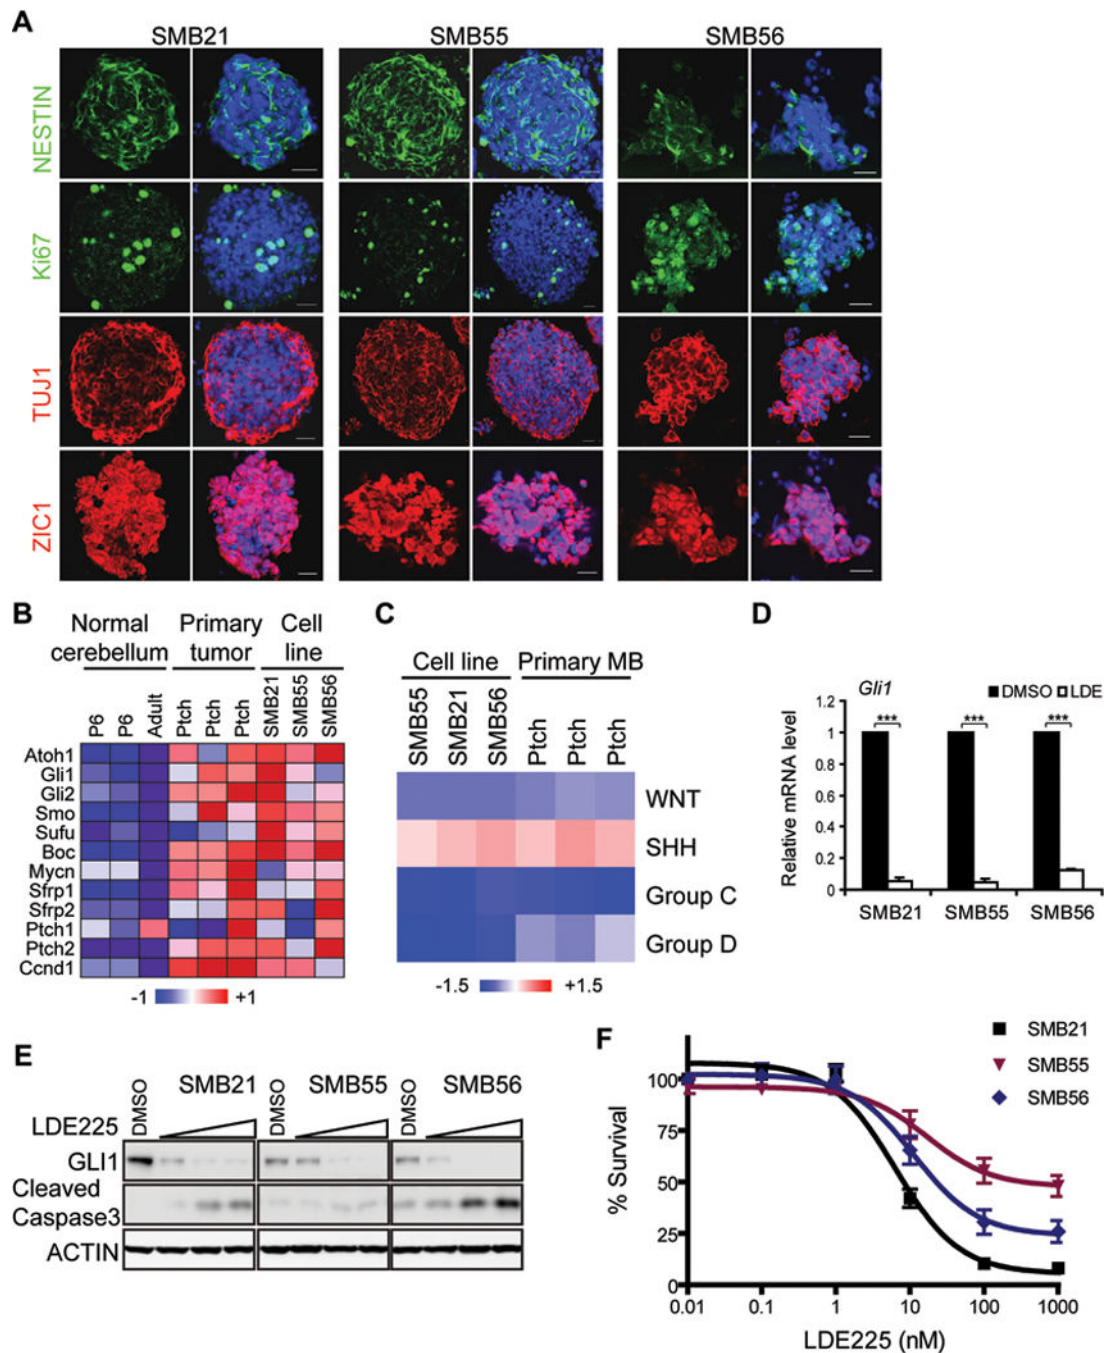 A
SMB21 SMB55 SMB56
NESTIN
Ki67
TUJ1
ZIC1
B
Normal cerebellum Primary tumor Cell line
P6 P6 Adult Ptch Ptch Ptch SMB21 SMB55 SMB56
Atoh1
Gli1
Gli2
Smo
Sufu
Boc
Mycn
Sfrp1
Sfrp2
Ptch1
Ptch2
Ccnd1
-1 +1
C
Cell line Primary MB
SMB55 SMB21 SMB56 Ptch Ptch Ptch
WNT
SHH
Group C
Group D
-1.5 +1.5
D
Gli1 DMSO LDE
Relative mRNA level
1.2
1
0.8
0.6
0.4
0.2
0
*** *** ***
SMB21 SMB55 SMB56
E
DMSO SMB21 DMSO SMB55 DMSO SMB56
LDE225
GLI1
Cleaved
Caspase3
ACTIN
F
SMB21
SMB55
SMB56
% Survival
100
75
50
25
0
0.01 0.1 1 10 100 1000
LDE225 (nM)